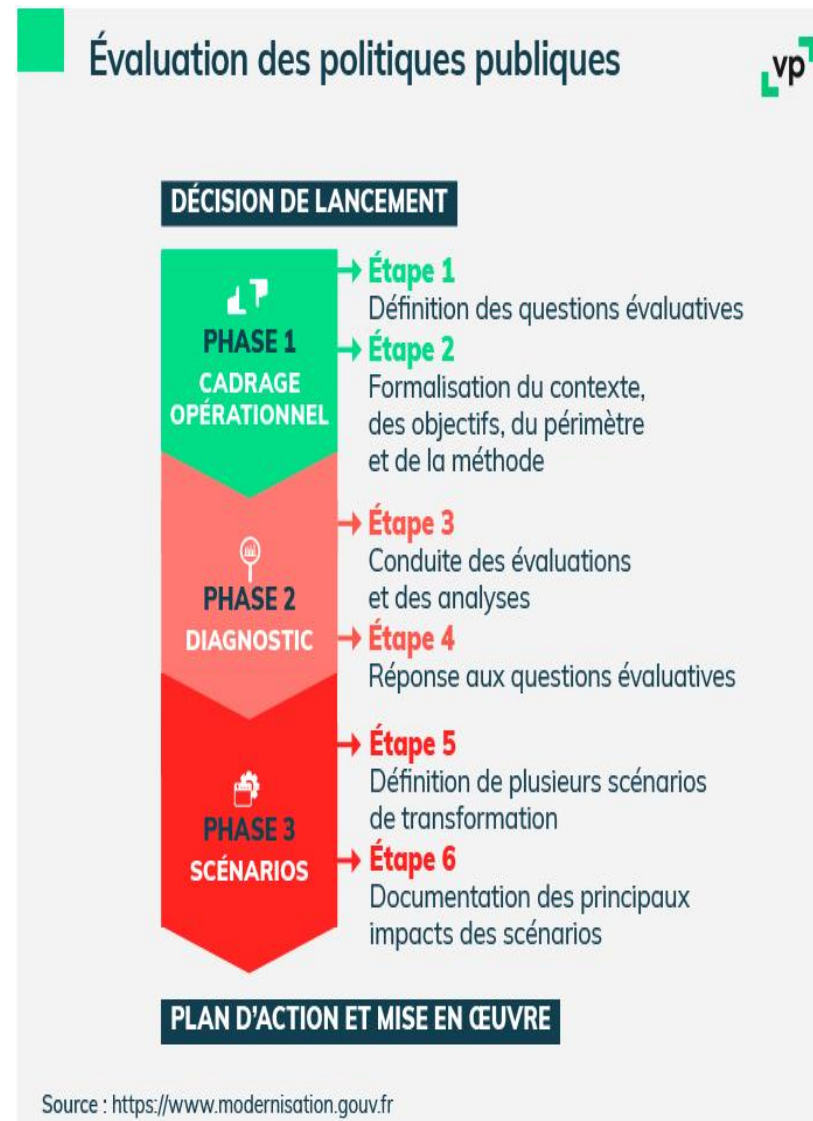 Évaluation des politiques publiques
vp
DÉCISION DE LANCEMENT
PHASE 1
CADRAGE
OPÉRATIONNEL
Étape 1
Définition des questions évaluatives
Étape 2
Formalisation du contexte,
des objectifs, du périmètre
et de la méthode
PHASE 2
DIAGNOSTIC
Étape 3
Conduite des évaluations
et des analyses
Étape 4
Réponse aux questions évaluatives
PHASE 3
SCÉNARIOS
Étape 5
Définition de plusieurs scénarios
de transformation
Étape 6
Documentation des principaux
impacts des scénarios
PLAN D’ACTION ET MISE EN ŒUVRE
Source : https://www.modernisation.gouv.fr